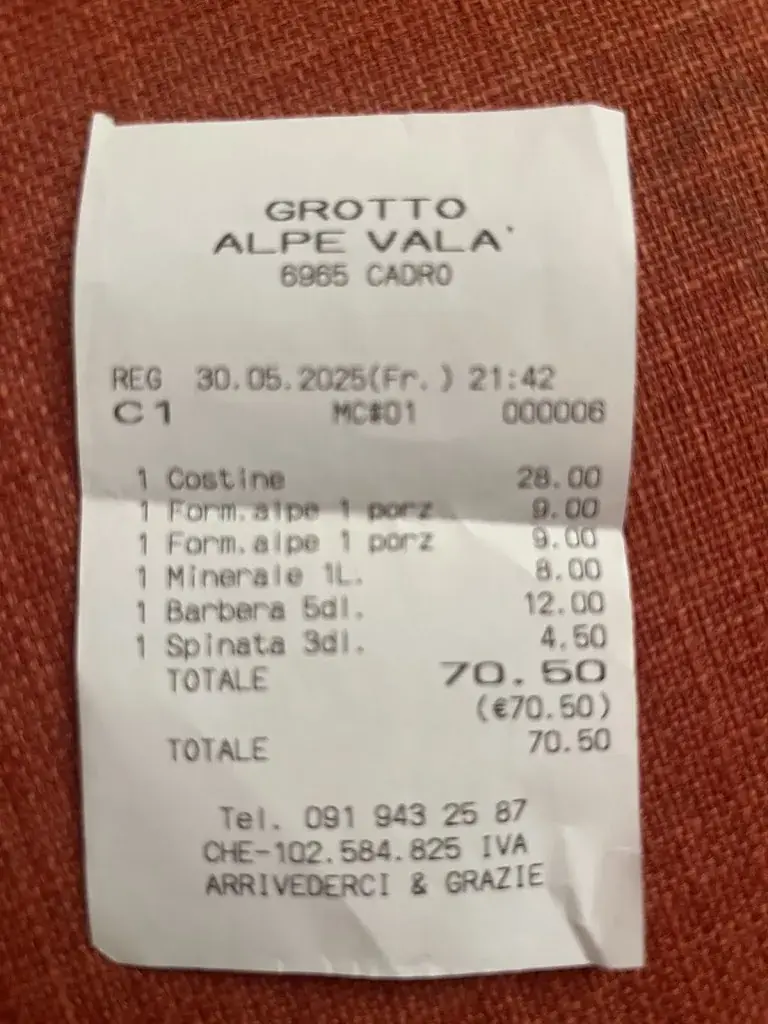 GROTTO
ALPE VALA'
6965 CADRO
REG 30.05.2025(Fr.) 21:42
C1 MC#01 000006
1 Costine 28.00
1 Form.alpe 1 porz 9.00
1 Form.alpe 1 porz 9.00
1 Minerale 1L. 8.00
1 Barbera 5dl. 12.00
1 Spinata 3dl. 4.50
TOTALE 70.50
(€70.50)
TOTALE 70.50
Tel. 091 943 25 87
CHE-102.584.825 IVA
ARRIVEDERCI & GRAZIE